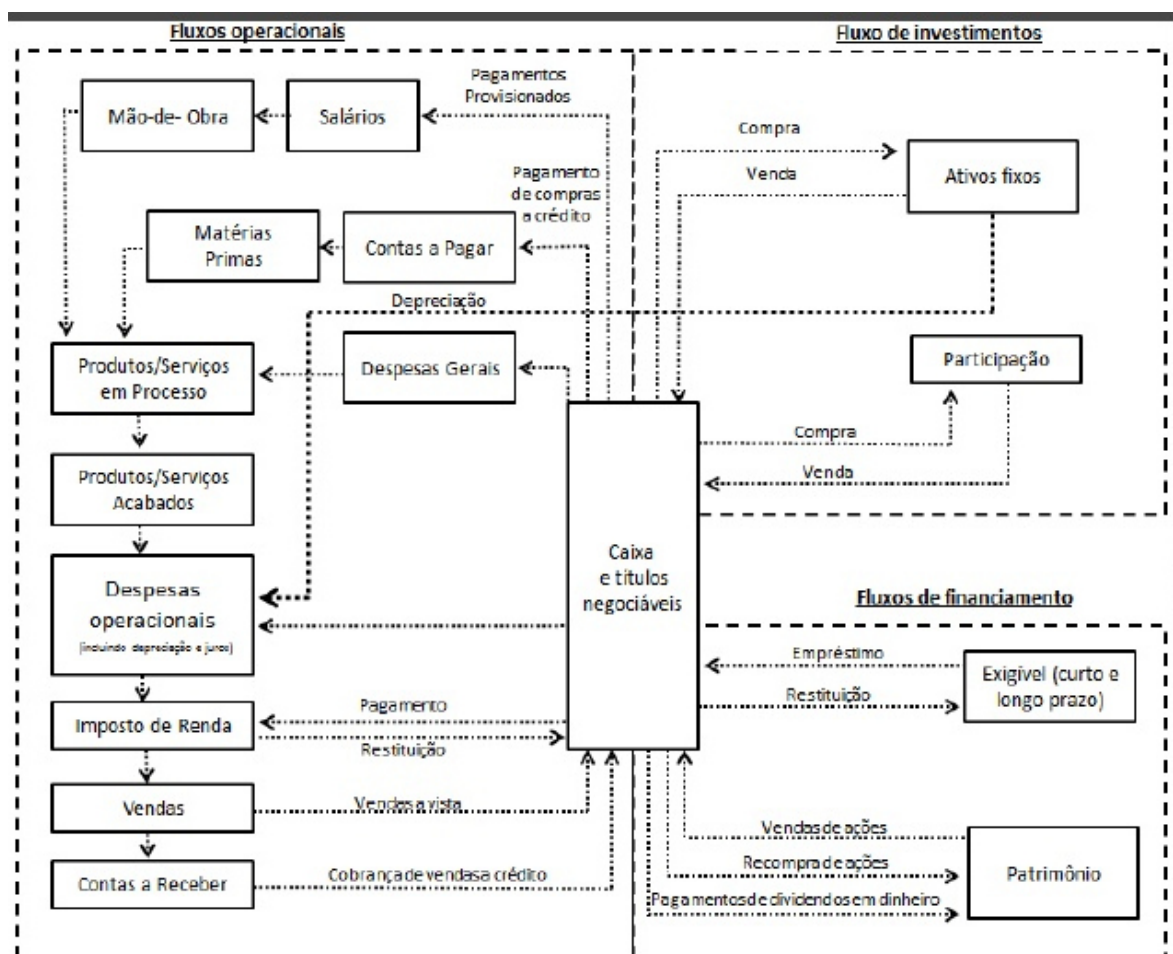 Fluxos operacionais
Fluxo de investimentos
Pagamentos
Provisionados
Mão-de- Obra
Salários
Compra
Venda
Ativos fixos
Pagamento
de compras
a crédito
Matérias
Primas
Contas a Pagar
Depreciação
Produtos/Serviços
em Processo
Despesas Gerais
Participação
Compra
Venda
Produtos/Serviços
Acabados
Caixa
e títulos
negociáveis
Despesas
operacionais
(incluindo depreciação e juros)
Fluxos de financiamento
Empréstimo
Restituição
Exigível (curto e
longo prazo)
Imposto de Renda
Pagamento
Restituição
Vendas
Vendas a vista
Contas a Receber
Cobrança de vendas a crédito
Vendas de ações
Recompra de ações
Pagamentos de dividendos em dinheiro
Patrimônio